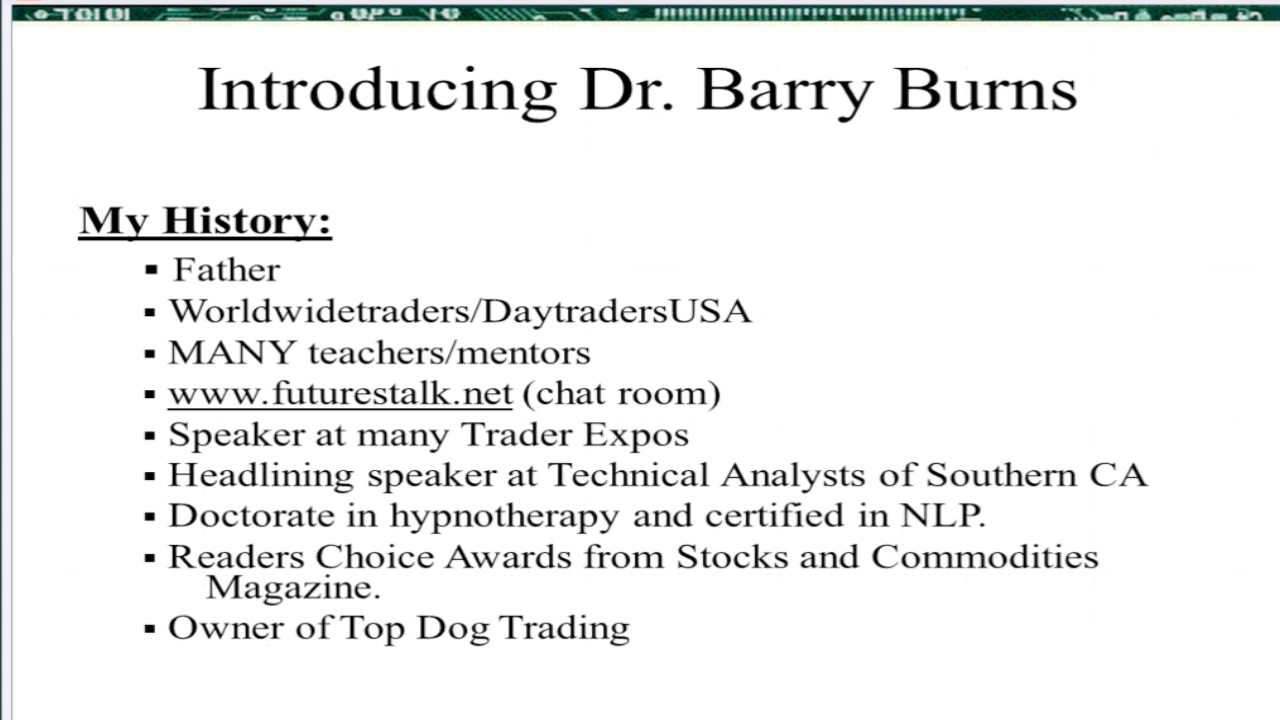 Introducing Dr. Barry Burns
My History:
▪ Father
▪ Worldwidetraders/DaytradersUSA
▪ MANY teachers/mentors
▪ www.futurestalk.net (chat room)
▪ Speaker at many Trader Expos
▪ Headlining speaker at Technical Analysts of Southern CA
▪ Doctorate in hypnotherapy and certified in NLP.
▪ Readers Choice Awards from Stocks and Commodities
Magazine.
▪ Owner of Top Dog Trading